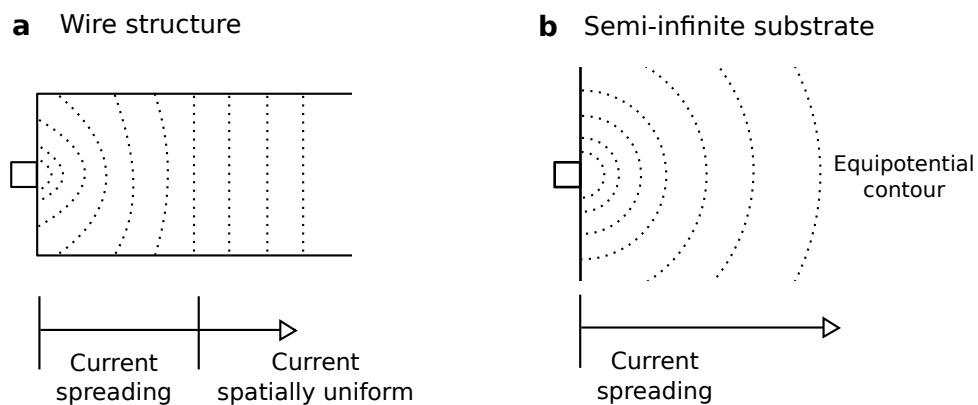 a Wire structure
b Semi-infinite substrate
Equipotential
contour
Current
spreading
Current
spatially uniform
Current
spreading